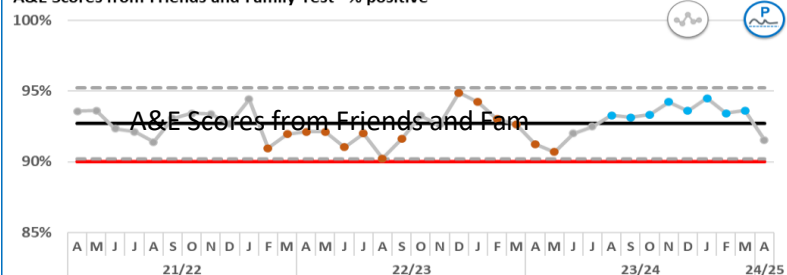 A&E Scores from Friends and Family Test - % positive
P
100%
95%
A&E Scores from Friends and Fam
90%
85%
A M J J A S O N D J F M A M J J A S O N D J F M A M J J A S O N D J F M A
21/22 22/23 23/24 24/25